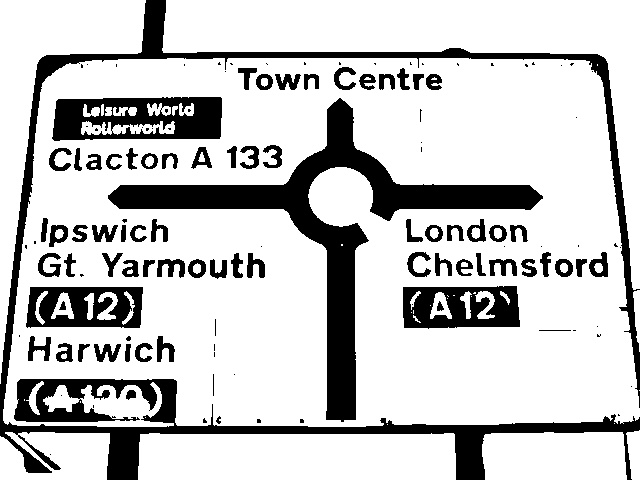 Town Centre
Leisure World
Rollerworld
Clacton A 133
Ipswich
Gt. Yarmouth
(A 12)
Harwich
(A 120)
London
Chelmsford
(A 12)